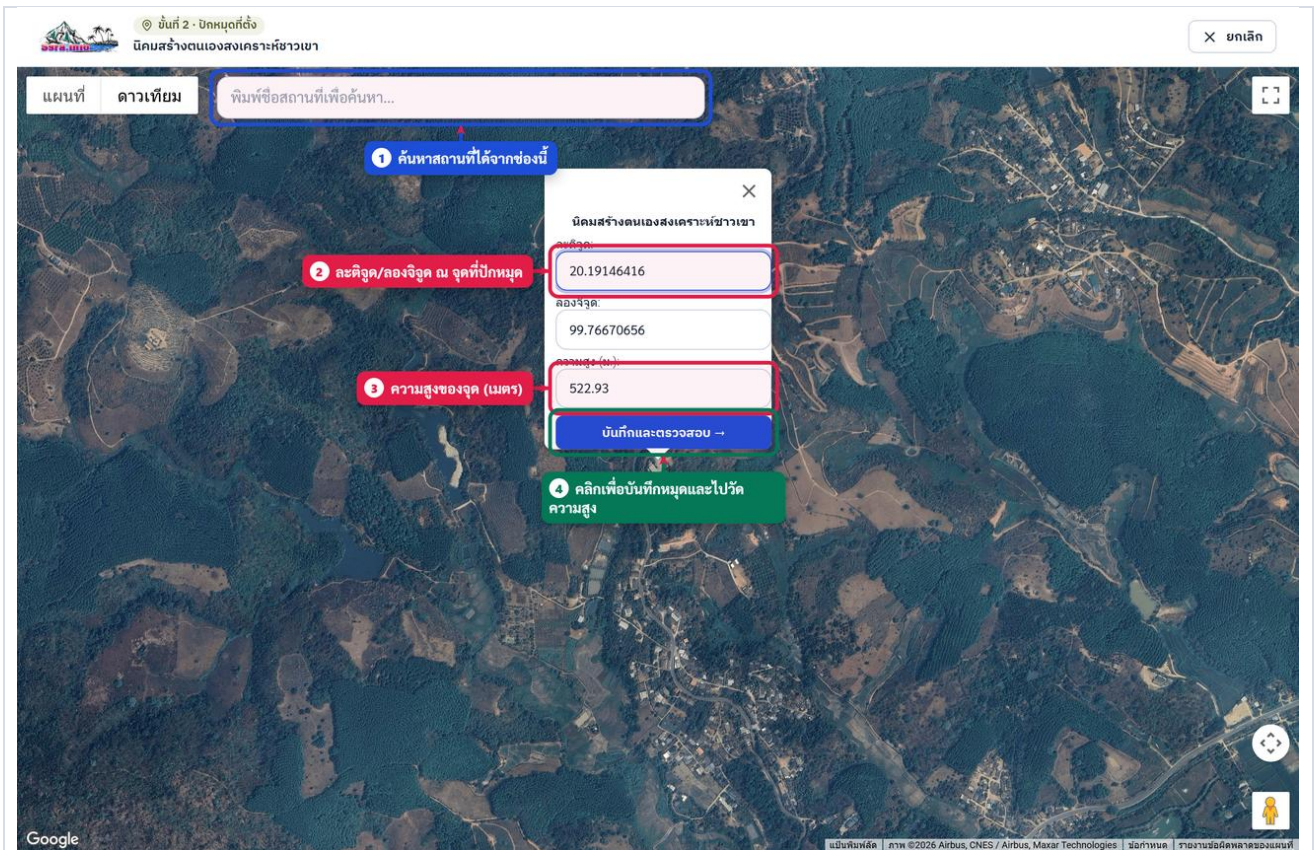 ขั้นที่ 2 · ปักหมุดที่ตั้ง
นิคมสร้างตนเองสงเคราะห์ชาวเขา
ยกเลิก
แผนที่ ดาวเทียม
พิมพ์ชื่อสถานที่เพื่อค้นหา...
1 ค้นหาสถานที่ได้จากช่องนี้
นิคมสร้างตนเองสงเคราะห์ชาวเขา
ละติจูด:
2 ละติจูด/ลองจิจูด ณ จุดที่ปักหมุด
20.19146416
ลองจิจูด:
99.76670656
ความสูง (ม.):
3 ความสูงของจุด (เมตร)
522.93
บันทึกและตรวจสอบ →
4 คลิกเพื่อบันทึกหมุดและไปวัด
ความสูง
Google
แป้นพิมพ์ลัด ภาพ ©2026 Airbus, CNES / Airbus, Maxar Technologies ข้อกำหนด รายงานข้อผิดพลาดของแผนที่